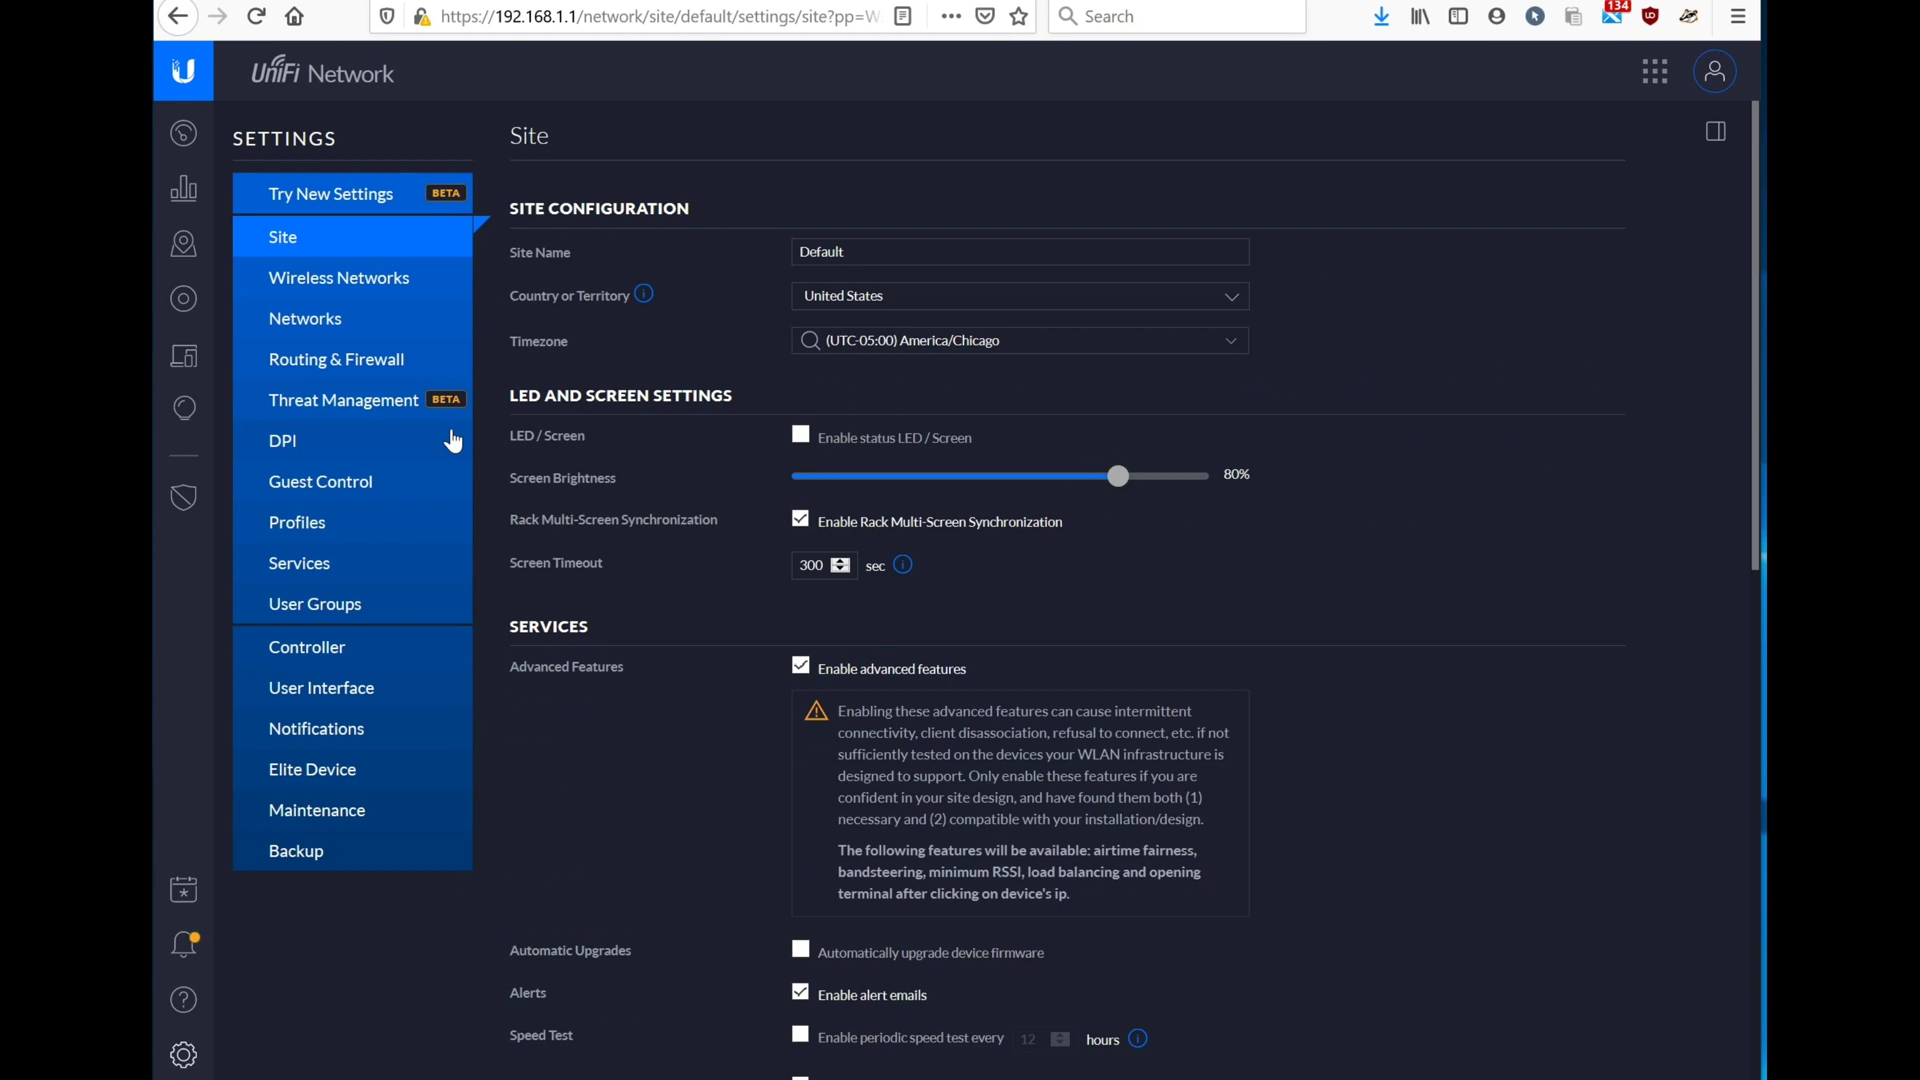 https://192.168.1.1/network/site/default/settings/site?pp=W
Search
134
UniFi Network
SETTINGS
Site
Try New Settings BETA
Site
Wireless Networks
Networks
Routing & Firewall
Threat Management BETA
DPI
Guest Control
Profiles
Services
User Groups
Controller
User Interface
Notifications
Elite Device
Maintenance
Backup
SITE CONFIGURATION
Site Name Default
Country or Territory United States
Timezone (UTC-05:00) America/Chicago
LED AND SCREEN SETTINGS
LED / Screen Enable status LED / Screen
Screen Brightness 80%
Rack Multi-Screen Synchronization Enable Rack Multi-Screen Synchronization
Screen Timeout 300 sec
SERVICES
Advanced Features Enable advanced features
Enabling these advanced features can cause intermittent
connectivity, client disassociation, refusal to connect, etc. if not
sufficiently tested on the devices your WLAN infrastructure is
designed to support. Only enable these features if you are
confident in your site design, and have found them both (1)
necessary and (2) compatible with your installation/design.
The following features will be available: airtime fairness,
bandsteering, minimum RSSI, load balancing and opening
terminal after clicking on device's ip.
Automatic Upgrades Automatically upgrade device firmware
Alerts Enable alert emails
Speed Test Enable periodic speed test every 12 hours